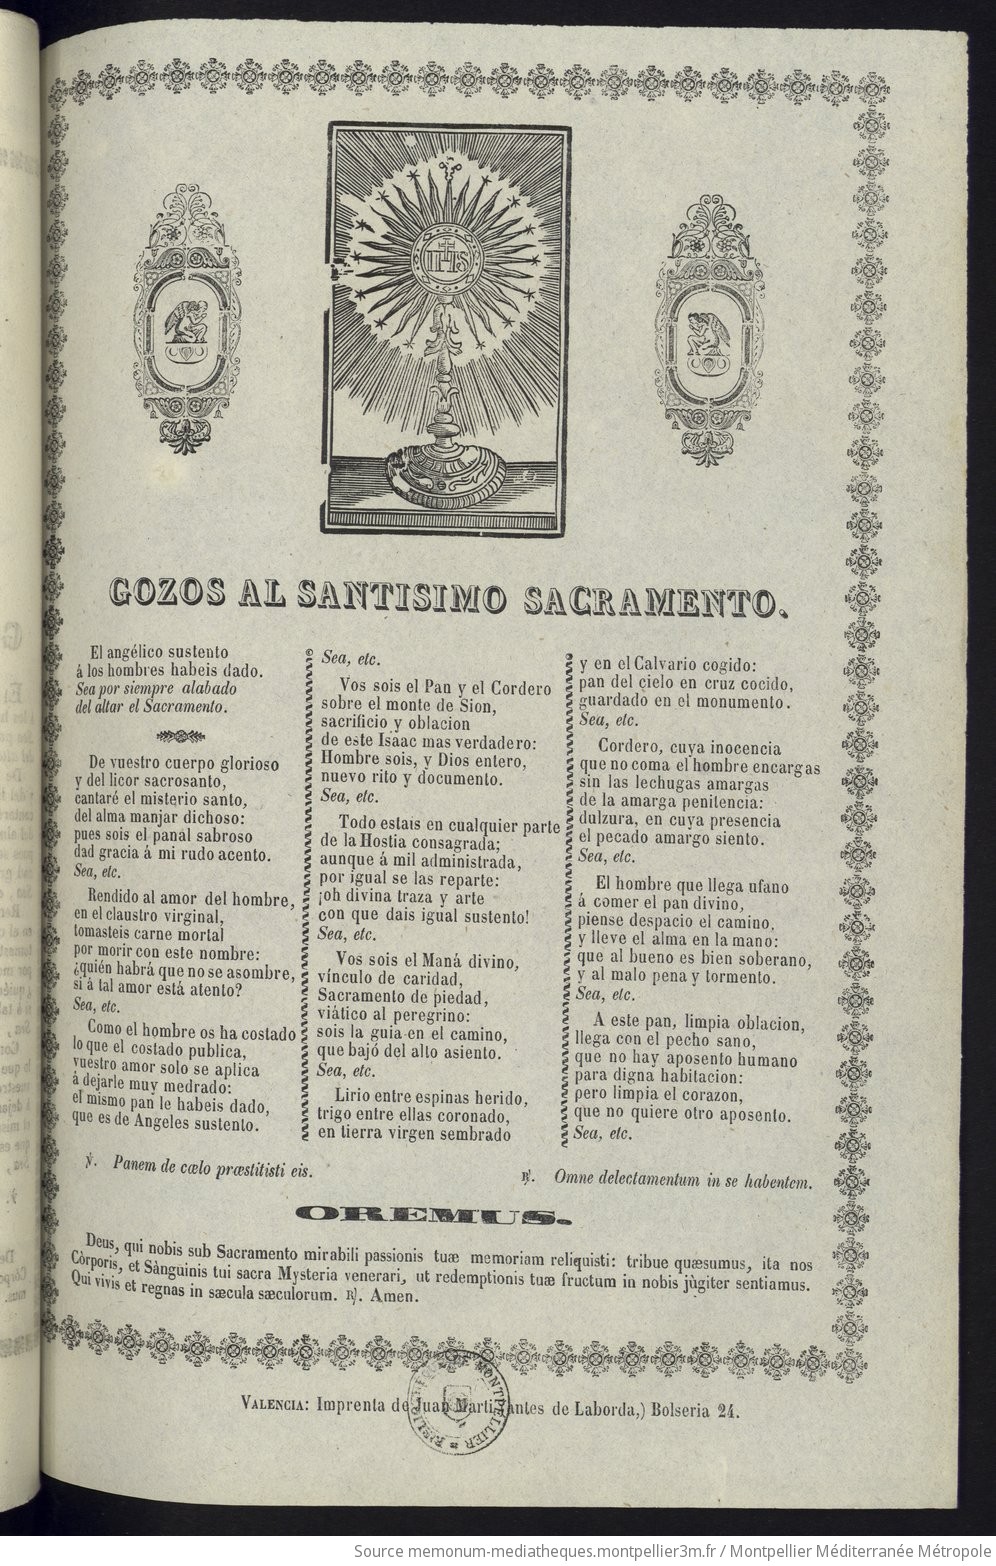 IHS
GOZOS AL SANTISIMO SACRAMENTO.
El angélico sustento
á los hombres habeis dado.
Sea por siempre alabado
del altar el Sacramento.
De vuestro cuerpo glorioso
y del licor sacrosanto,
cantaré el misterio santo,
del alma manjar dichoso:
pues sois el panal sabroso
dad gracia á mi rudo acento.
Sea, etc.
Rendido al amor del hombre,
en el claustro virginal,
tomasteis carne mortal
por morir con este nombre:
¿quién habrá que no se asombre,
si á tal amor está atento?
Sea, etc.
Como el hombre os ha costado
lo que el costado publica,
vuestro amor solo se aplica
á dejarle muy medrado:
el mismo pan le habeis dado,
que es de Angeles sustento.
Sea, etc.
Vos sois el Pan y el Cordero
sobre el monte de Sion,
sacrificio y oblacion
de este Isaac mas verdadero:
Hombre sois, y Dios entero,
nuevo rito y documento.
Sea, etc.
Todo estais en cualquier parte
de la Hostia consagrada;
aunque á mil administrada,
por igual se las reparte:
¡oh divina traza y arte
con que dais igual sustento!
Sea, etc.
Vos sois el Maná divino,
vínculo de caridad,
Sacramento de piedad,
viático al peregrino:
sois la guia en el camino,
que bajó del alto asiento.
Sea, etc.
Lirio entre espinas herido,
trigo entre ellas coronado,
en tierra virgen sembrado
y en el Calvario cogido:
pan del cielo en cruz cocido,
guardado en el monumento.
Sea, etc.
Cordero, cuya inocencia
que no coma el hombre encargas
sin las lechugas amargas
de la amarga penitencia:
dulzura, en cuya presencia
el pecado amargo siento.
Sea, etc.
El hombre que llega ufano
á comer el pan divino,
piense despacio el camino,
y lleve el alma en la mano:
que al bueno es bien soberano,
y al malo pena y tormento.
Sea, etc.
A este pan, limpia oblacion,
llega con el pecho sano,
que no hay aposento humano
para digna habitacion:
pero limpia el corazon,
que no quiere otro aposento.
Sea, etc.
℣. Panem de cœlo præstitisti eis.
℟. Omne delectamentum in se habentem.
OREMUS.
Deus, qui nobis sub Sacramento mirabili passionis tuæ memoriam reliquisti: tribue quæsumus, ita nos
Còrporis, et Sànguinis tui sacra Mysteria venerari, ut redemptionis tuæ fructum in nobis jùgiter sentiamus.
Qui vivis et regnas in sæcula sæculorum. ℟. Amen.
VALENCIA: Imprenta de Juan Martí, antes de Laborda,) Bolseria 24.
MONTPELLIER
Source memonum-mediatheques.montpellier3m.fr / Montpellier Méditerranée Métropole